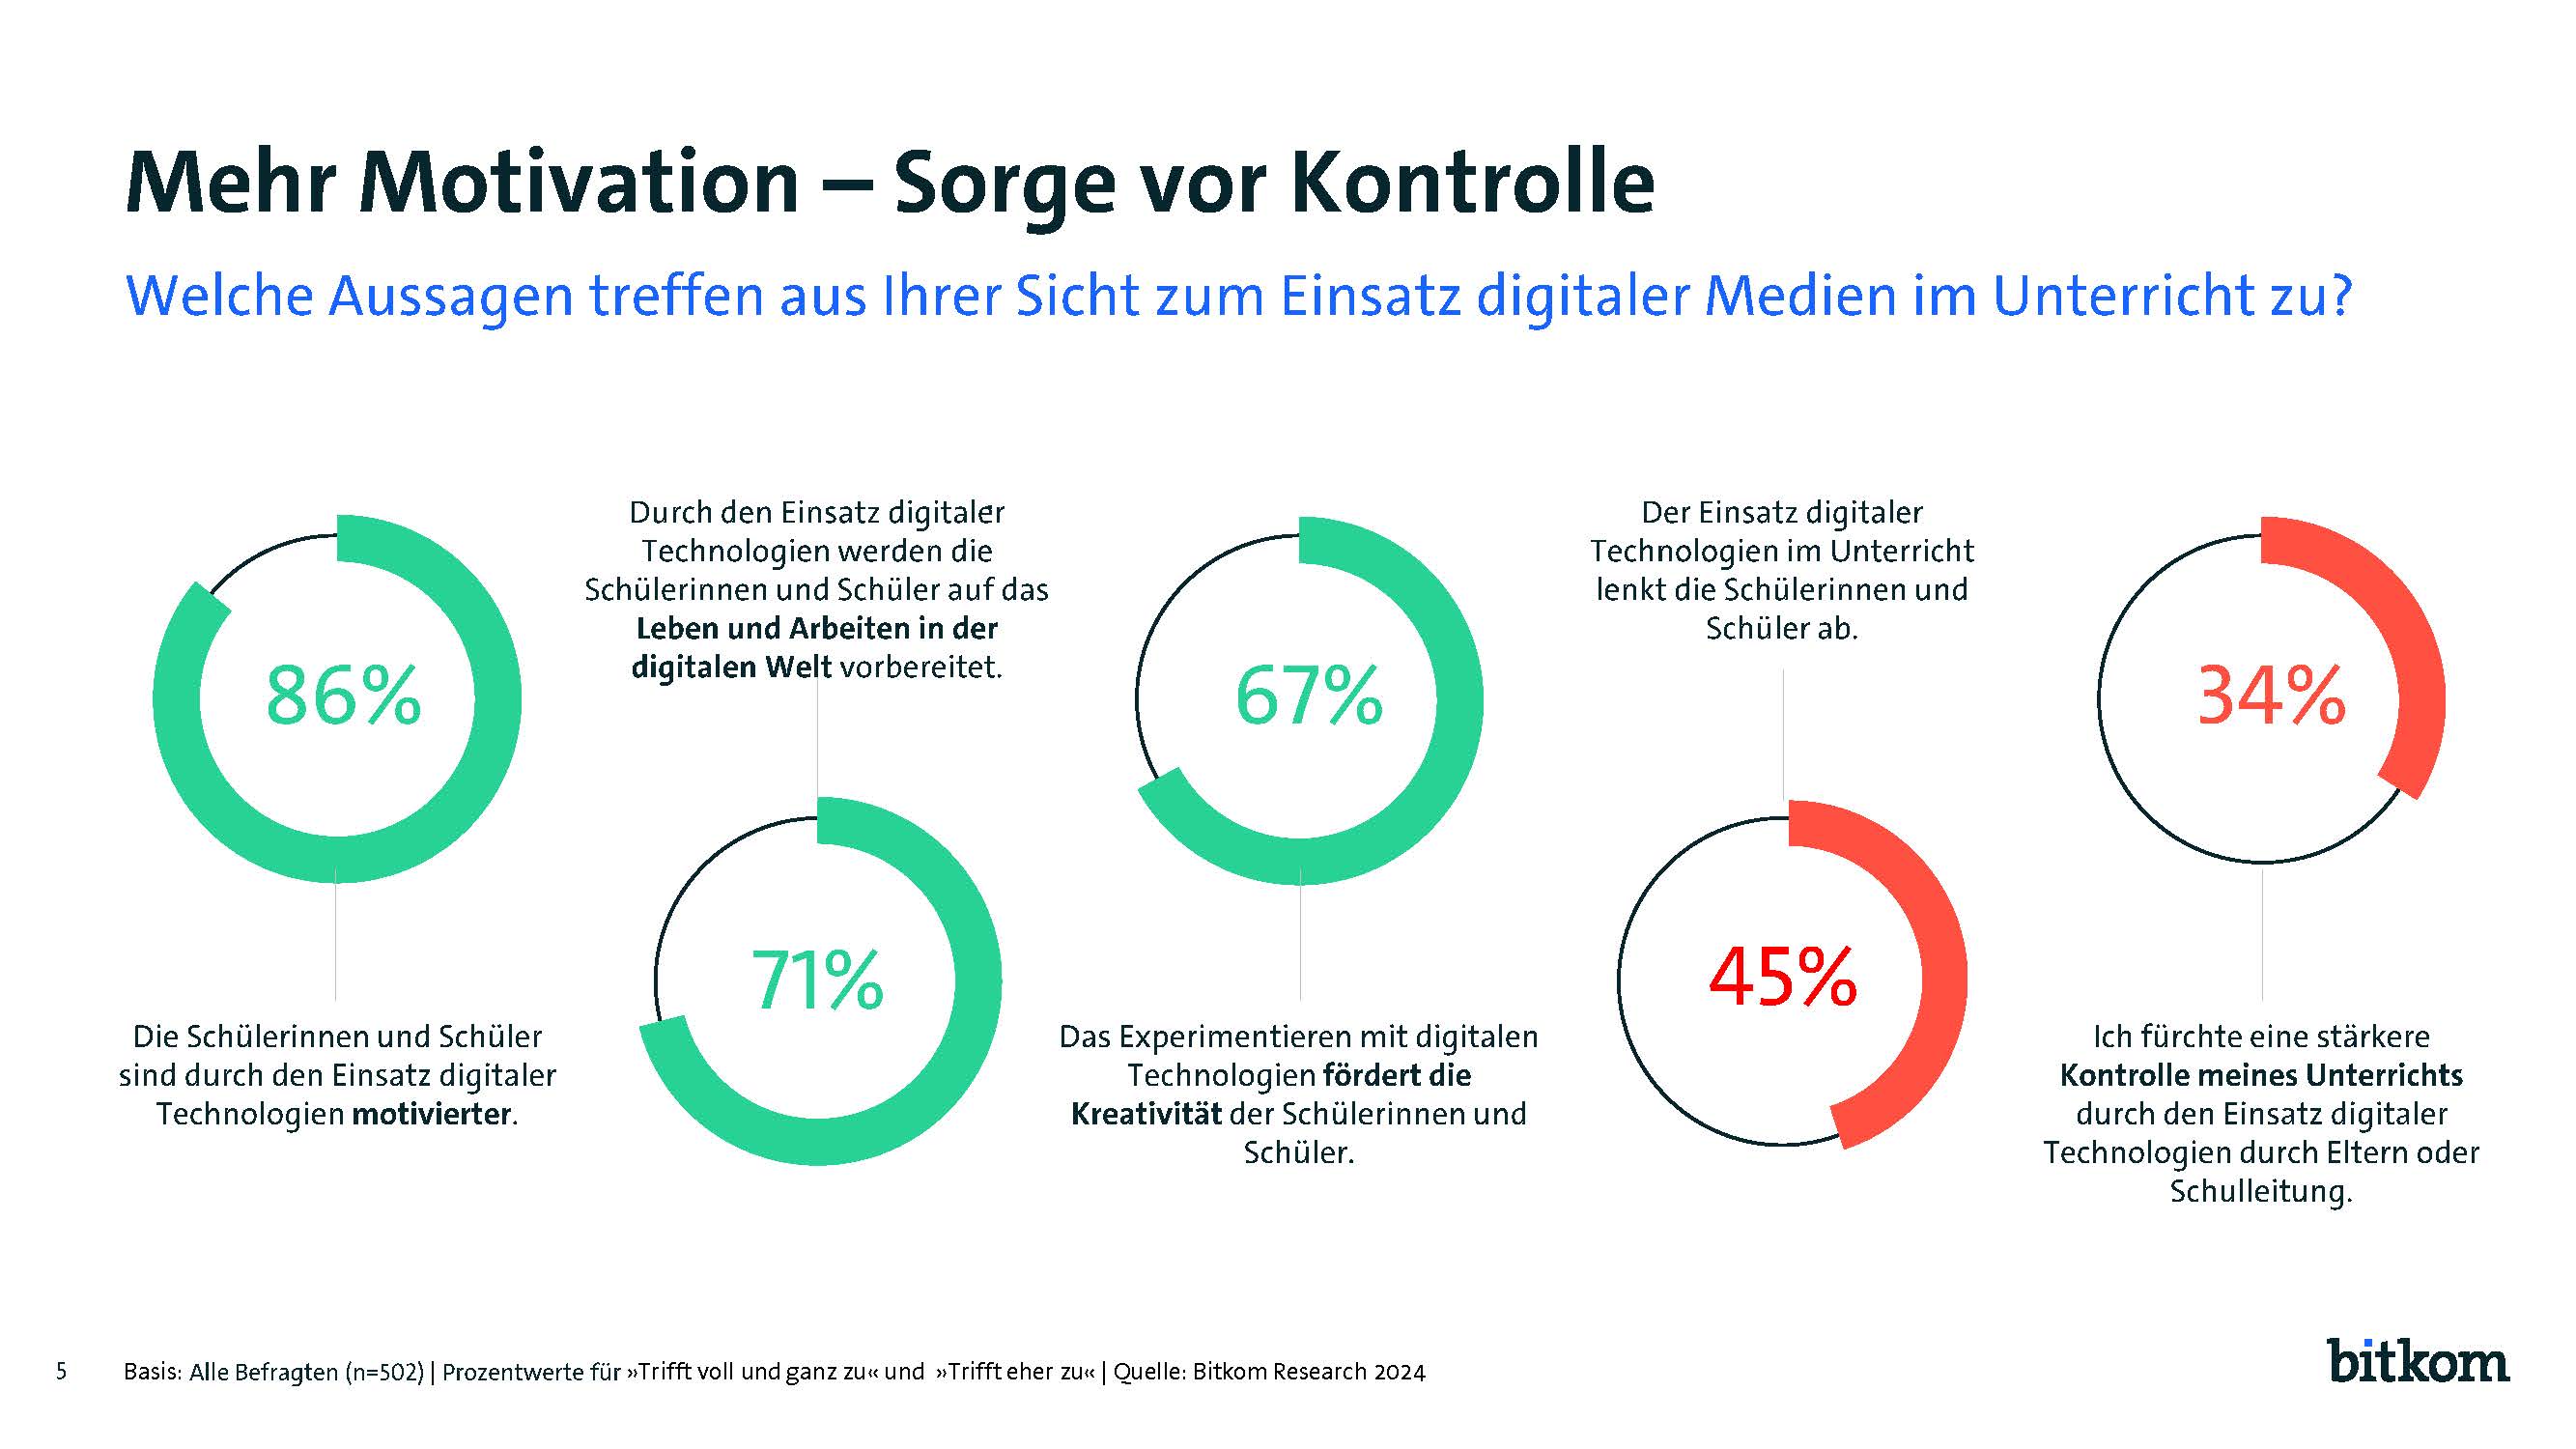 Mehr Motivation – Sorge vor Kontrolle
Welche Aussagen treffen aus Ihrer Sicht zum Einsatz digitaler Medien im Unterricht zu?
86%
Die Schülerinnen und Schüler
sind durch den Einsatz digitaler
Technologien motivierter.
Durch den Einsatz digitaler
Technologien werden die
Schülerinnen und Schüler auf das
Leben und Arbeiten in der
digitalen Welt vorbereitet.
71%
67%
Das Experimentieren mit digitalen
Technologien fördert die
Kreativität der Schülerinnen und
Schüler.
Der Einsatz digitaler
Technologien im Unterricht
lenkt die Schülerinnen und
Schüler ab.
45%
34%
Ich fürchte eine stärkere
Kontrolle meines Unterrichts
durch den Einsatz digitaler
Technologien durch Eltern oder
Schulleitung.
5 Basis: Alle Befragten (n=502) | Prozentwerte für »Trifft voll und ganz zu« und »Trifft eher zu« | Quelle: Bitkom Research 2024
bitkom